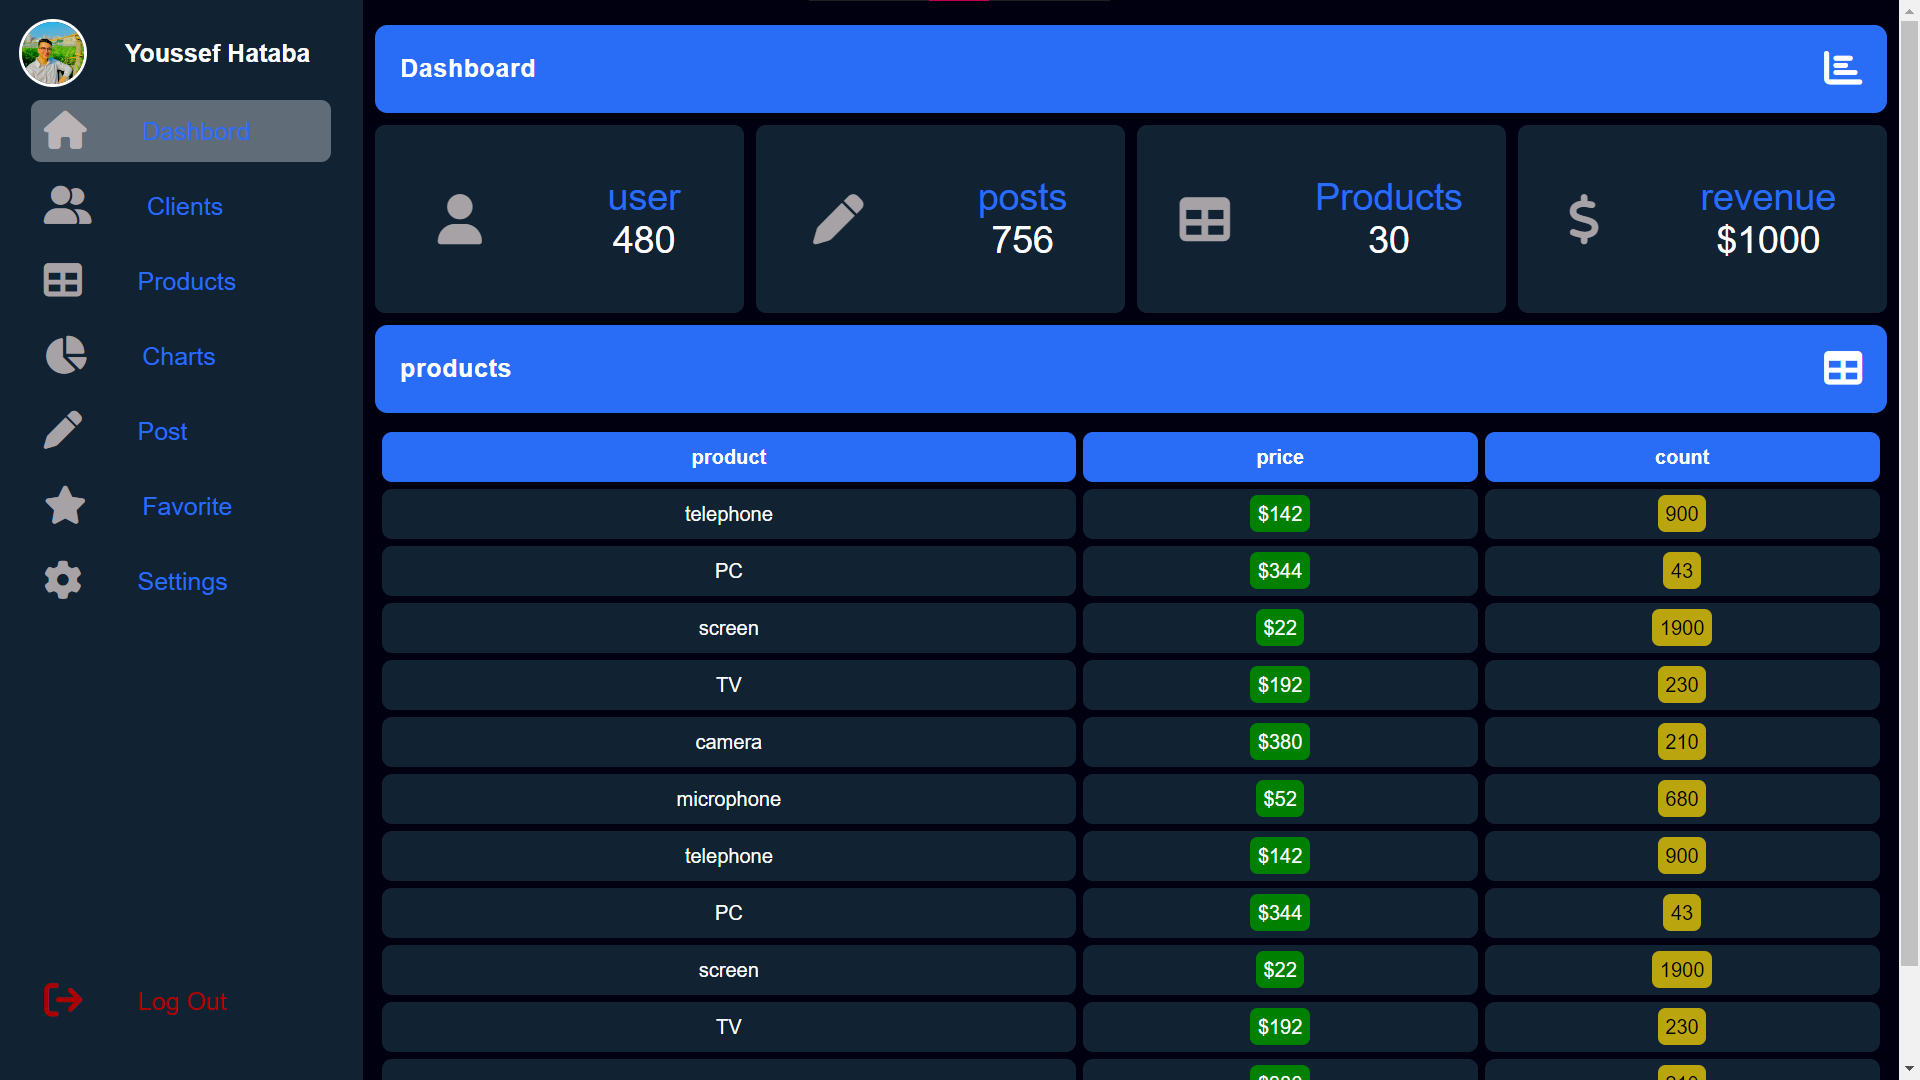 Youssef Hataba
Dashbord
Clients
Products
Charts
Post
Favorite
Settings
Log Out
Dashboard
user
480
posts
756
Products
30
revenue
$1000
products
product price count
telephone $142 900
PC $344 43
screen $22 1900
TV $192 230
camera $380 210
microphone $52 680
telephone $142 900
PC $344 43
screen $22 1900
TV $192 230